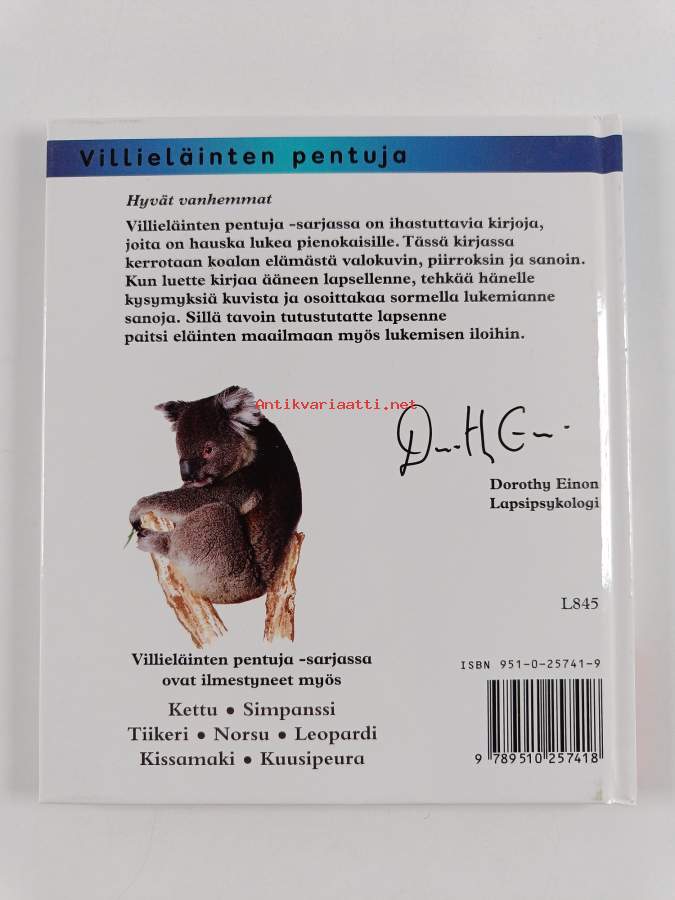 Villieläinten pentuja
Hyvät vanhemmat
Villieläinten pentuja -sarjassa on ihastuttavia kirjoja,
joita on hauska lukea pienokaisille. Tässä kirjassa
kerrotaan koalan elämästä valokuvin, piirroksin ja sanoin.
Kun luette kirjaa ääneen lapsellenne, tehkää hänelle
kysymyksiä kuvista ja osoittakaa sormella lukemianne
sanoja. Sillä tavoin tutustutatte lapsenne
paitsi eläinten maailmaan myös lukemisen iloihin.
Antikvariaatti.net
Dorothy Einon
Lapsipsykologi
L845
Villieläinten pentuja -sarjassa
ovat ilmestyneet myös
Kettu • Simpanssi
Tiikeri • Norsu • Leopardi
Kissamaki • Kuusipeura
ISBN 951-0-25741-9
9 789510 257418